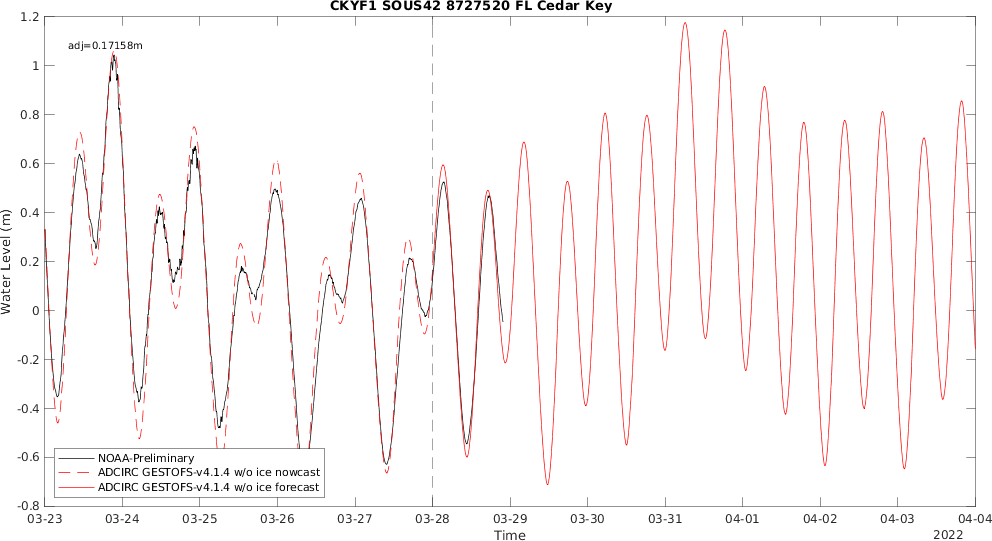 CKYF1 SOUS42 8727520 FL Cedar Key
adj=0.17158m
Water Level (m)
1.2
1
0.8
0.6
0.4
0.2
0
-0.2
-0.4
-0.6
-0.8
NOAA-Preliminary
ADCIRC GESTOFS-v4.1.4 w/o ice nowcast
ADCIRC GESTOFS-v4.1.4 w/o ice forecast
03-23 03-24 03-25 03-26 03-27 03-28 03-29 03-30 03-31 04-01 04-02 04-03 04-04
Time
2022